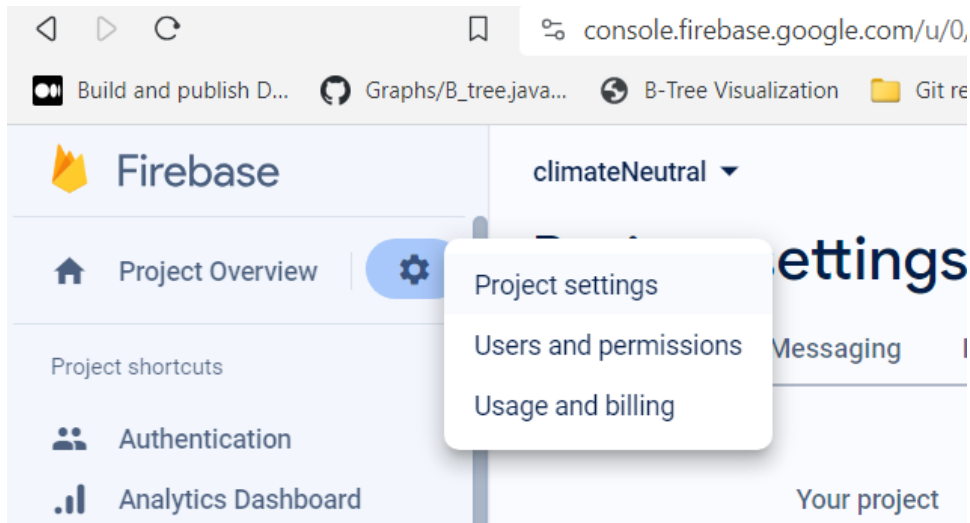 console.firebase.google.com/u/0/
Build and publish D...
Graphs/B_tree.java...
B-Tree Visualization
Git re
Firebase
climateNeutral
Project Overview
ettings
Project settings
Users and permissions
Messaging
Usage and billing
Project shortcuts
Authentication
Analytics Dashboard
Your project